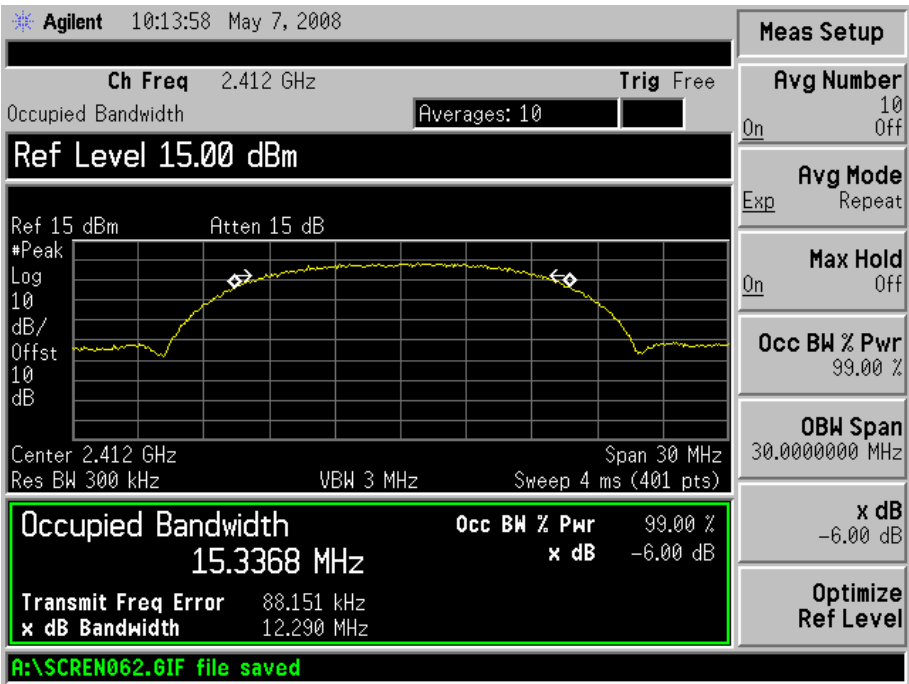 Agilent 10:13:58 May 7, 2008
Ch Freq 2.412 GHz Trig Free
Occupied Bandwidth Averages: 10
Ref Level 15.00 dBm
Ref 15 dBm Atten 15 dB
#Peak
Log
10
dB/
Offst
10
dB
Center 2.412 GHz Span 30 MHz
Res BW 300 kHz VBW 3 MHz Sweep 4 ms (401 pts)
Occupied Bandwidth Occ BW % Pwr 99.00 %
15.3368 MHz x dB -6.00 dB
Transmit Freq Error 88.151 kHz
x dB Bandwidth 12.290 MHz
A:\SCREN062.GIF file saved
Meas Setup
Avg Number
10
On Off
Avg Mode
Exp Repeat
Max Hold
On Off
Occ BW % Pwr
99.00 %
OBW Span
30.0000000 MHz
x dB
-6.00 dB
Optimize
Ref Level